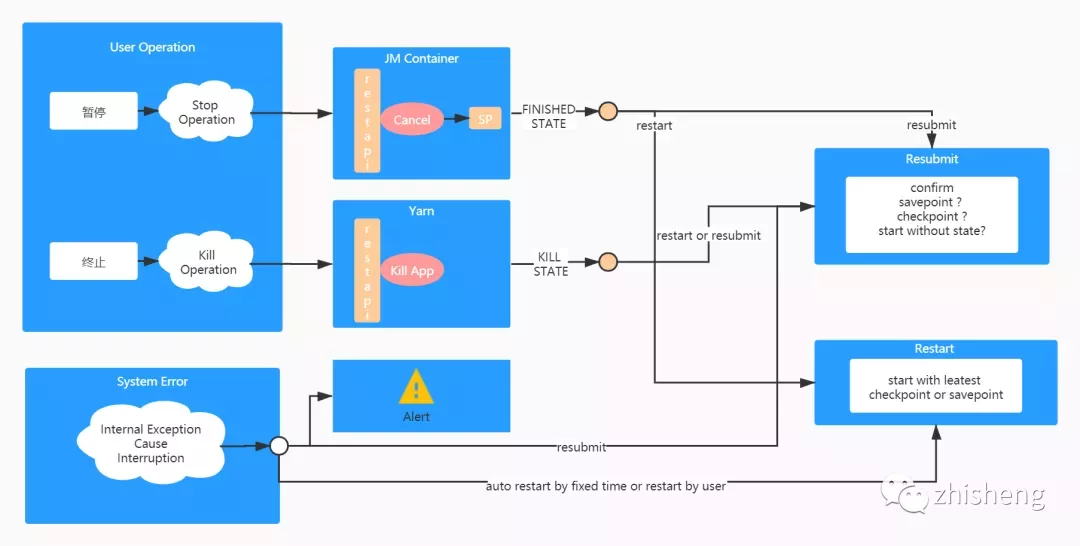 User Operation
暂停
Stop
Operation
终止
Kill
Operation
JM Container
restapi
Cancel
SP
FINISHED
STATE
Yarn
restapi
Kill App
KILL
STATE
restart
resubmit
restart or resubmit
Resubmit
confirm
savepoint ?
checkpoint ?
start without state?
System Error
Internal Exception
Cause
Interruption
Alert
resubmit
auto restart by fixed time or restart by user
Restart
start with leatest
checkpoint or savepoint
zhisheng